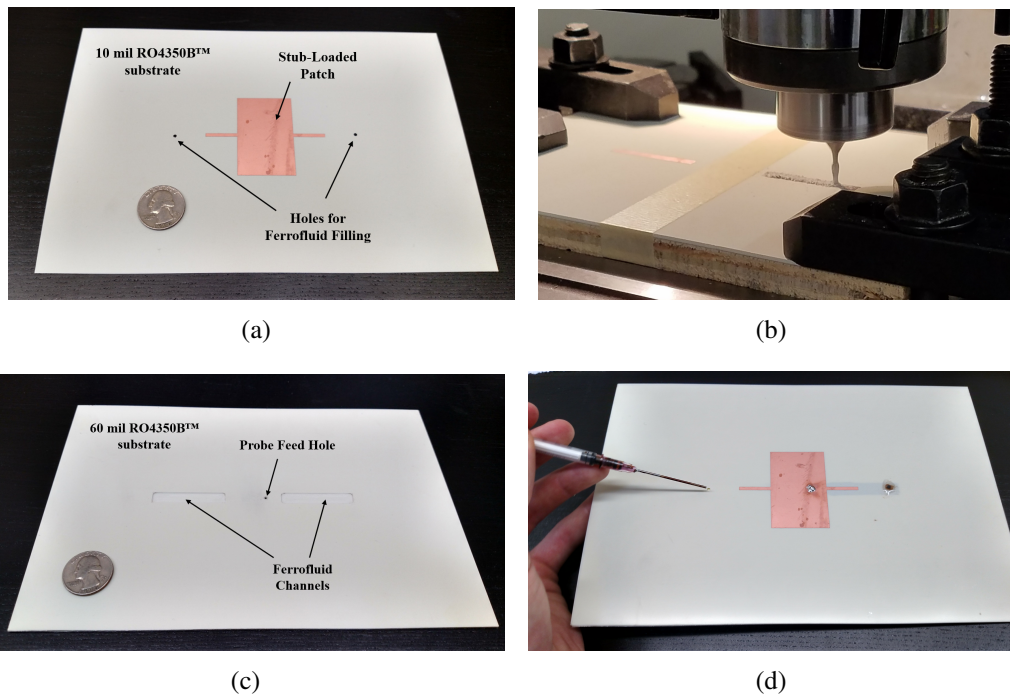 10 mil RO4350B™
substrate
Stub-Loaded
Patch
Holes for
Ferrofluid Filling
(a)
(b)
60 mil RO4350B™
substrate
Probe Feed Hole
Ferrofluid
Channels
(c)
(d)